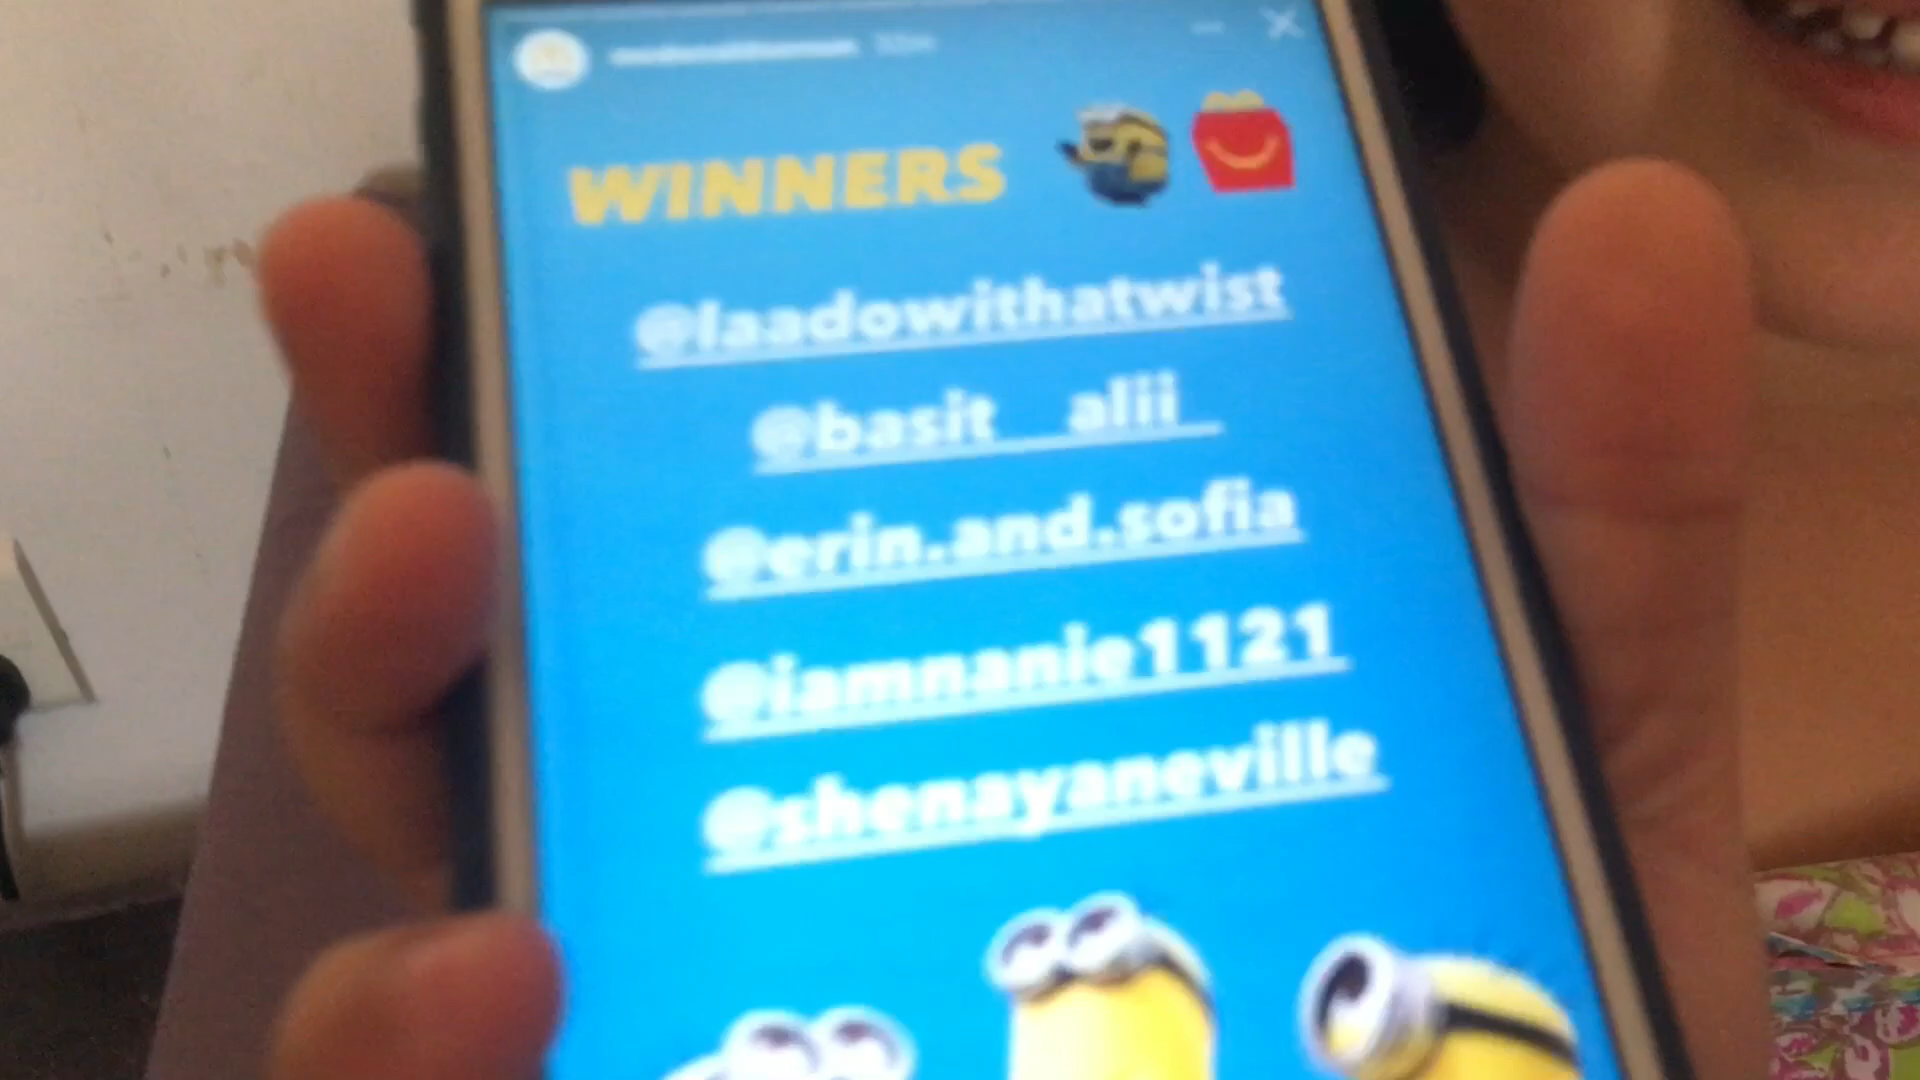 WINNERS
@laadowithatwist
@basit__alii_
@erin.and.sofia
@iamnanie1121
@shenayaneville